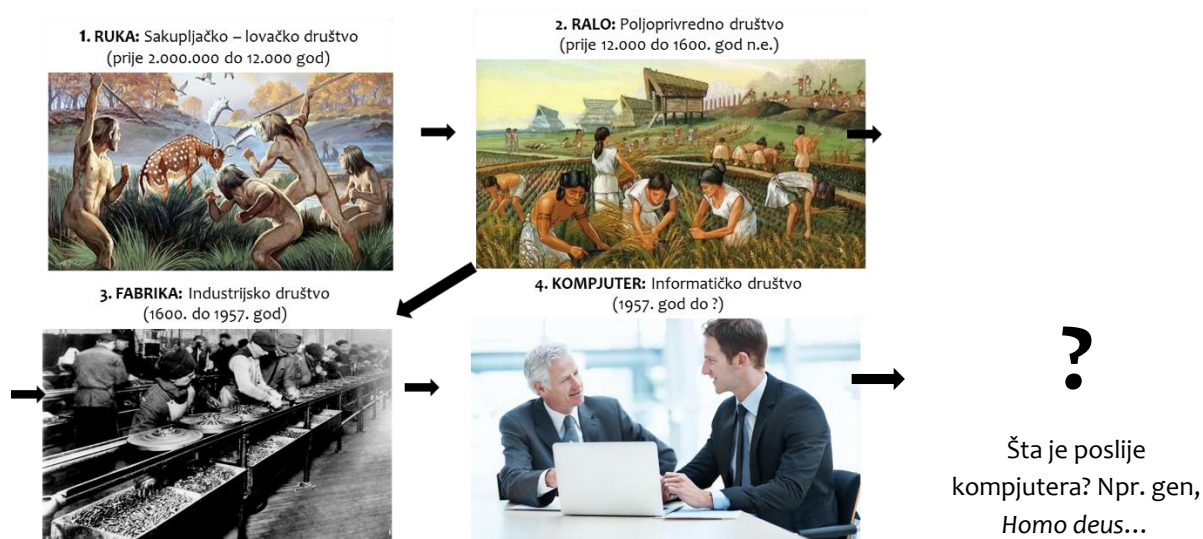 1. RUKA: Sakupljačko – lovačko društvo
(prije 2.000.000 do 12.000 god)
2. RALO: Poljoprivredno društvo
(prije 12.000 do 1600. god n.e.)
3. FABRIKA: Industrijsko društvo
(1600. do 1957. god)
4. KOMPJUTER: Informatičko društvo
(1957. god do ?)
?
Šta je poslije
kompjutera? Npr. gen,
Homo deus...